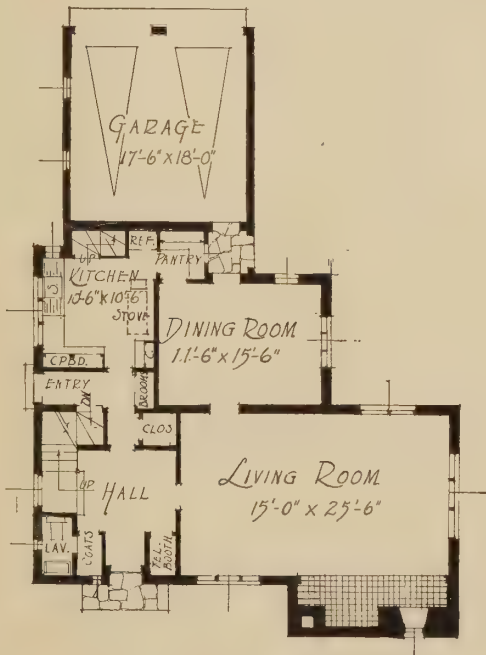 GARAGE
17'-6" X 18'-0"
UP
REF.
PANTRY
KITCHEN
10'-6" X 10'-6"
S
STOVE
DINING ROOM
11'-6" X 15'-6"
C
CPBD.
ENTRY
BROOMS
DN
CLOS
LIVING ROOM
15'-0" X 25'-6"
UP
HALL
LAV.
COATS
TEL.
BOOTH